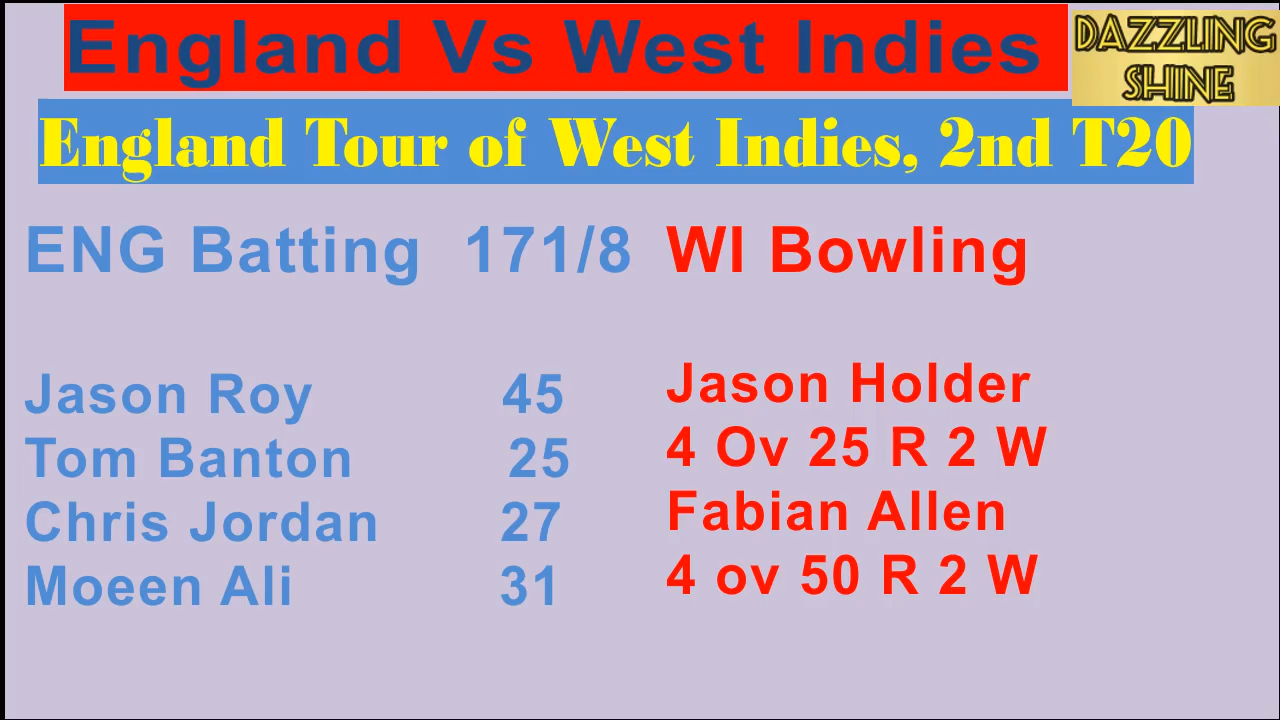 England Vs West Indies
DAZZLING
SHINE
England Tour of West Indies, 2nd T20
ENG Batting 171/8
Jason Roy 45
Tom Banton 25
Chris Jordan 27
Moeen Ali 31
WI Bowling
Jason Holder
4 Ov 25 R 2 W
Fabian Allen
4 ov 50 R 2 W